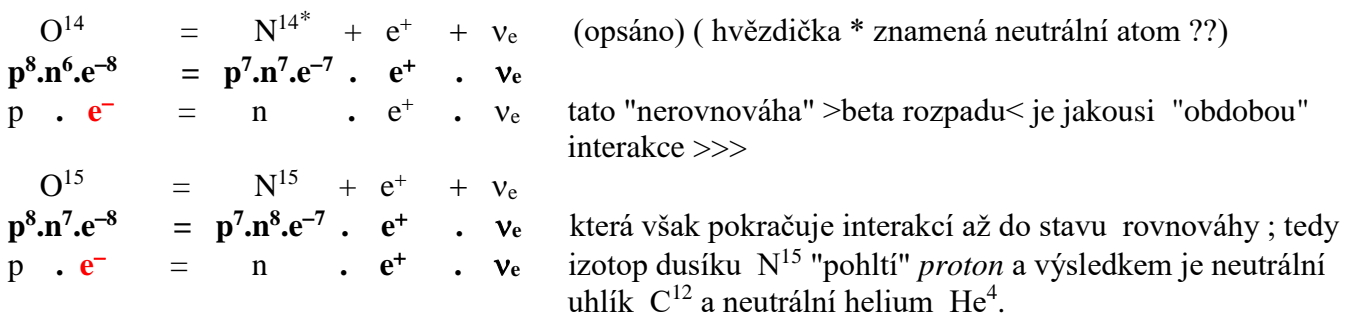 O¹⁴ = N¹⁴* + e⁺ + νₑ (opsáno) ( hvězdička * znamená neutrální atom ??)
p⁸.n⁶.e⁻⁸ = p⁷.n⁷.e⁻⁷ . e⁺ . νₑ
p . e⁻ = n . e⁺ . νₑ tato "nerovnováha" >beta rozpadu< je jakousi "obdobou"
interakce >>>
O¹⁵ = N¹⁵ + e⁺ + νₑ
p⁸.n⁷.e⁻⁸ = p⁷.n⁸.e⁻⁷ . e⁺ . νₑ která však pokračuje interakcí až do stavu rovnováhy ; tedy
p . e⁻ = n . e⁺ . νₑ izotop dusíku N¹⁵ "pohltí" proton a výsledkem je neutrální
uhlík C¹² a neutrální helium He⁴.